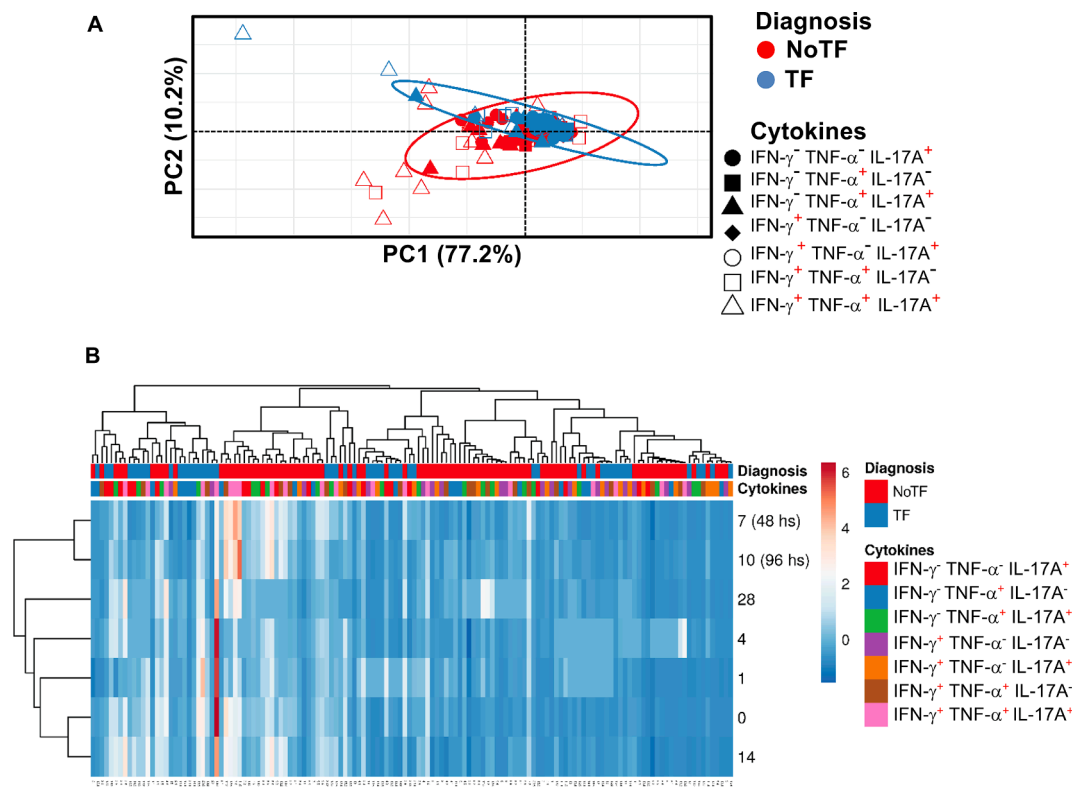 A
Diagnosis
NoTF
TF
PC2 (10.2%)
PC1 (77.2%)
Cytokines
IFN-γ⁻ TNF-α⁻ IL-17A⁺
IFN-γ⁻ TNF-α⁺ IL-17A⁻
IFN-γ⁻ TNF-α⁺ IL-17A⁺
IFN-γ⁺ TNF-α⁻ IL-17A⁻
IFN-γ⁺ TNF-α⁻ IL-17A⁺
IFN-γ⁺ TNF-α⁺ IL-17A⁻
IFN-γ⁺ TNF-α⁺ IL-17A⁺
B
Diagnosis
Cytokines
7 (48 hs)
10 (96 hs)
28
4
1
0
14
6
4
2
0
Diagnosis
NoTF
TF
Cytokines
IFN-γ⁻ TNF-α⁻ IL-17A⁺
IFN-γ⁻ TNF-α⁺ IL-17A⁻
IFN-γ⁻ TNF-α⁺ IL-17A⁺
IFN-γ⁺ TNF-α⁻ IL-17A⁻
IFN-γ⁺ TNF-α⁻ IL-17A⁺
IFN-γ⁺ TNF-α⁺ IL-17A⁻
IFN-γ⁺ TNF-α⁺ IL-17A⁺